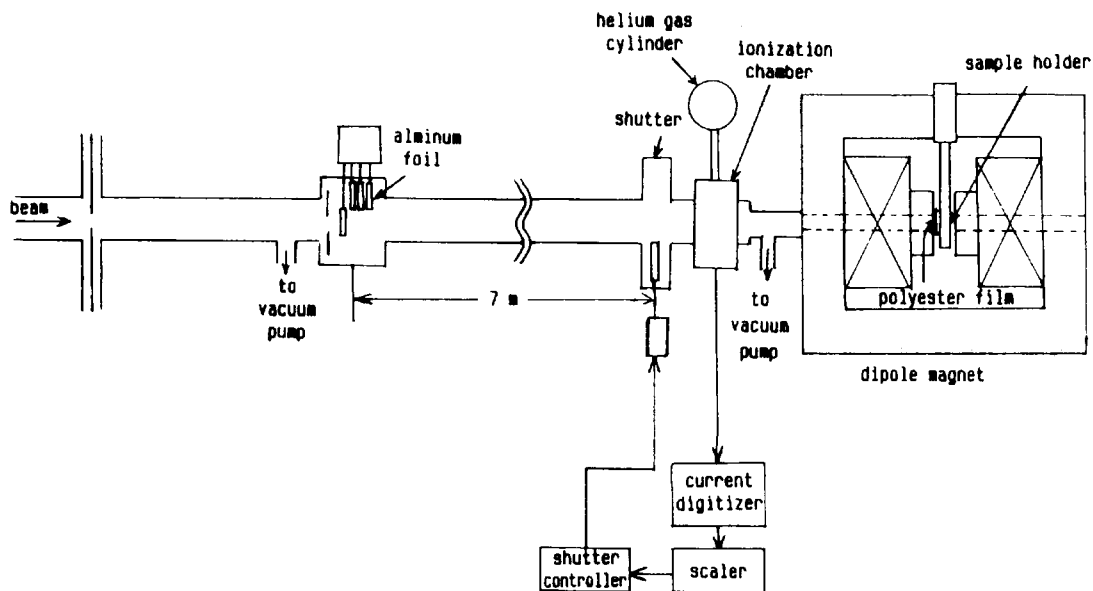 helium gas
cylinder
ionization
chamber
sample holder
shutter
alminum
foil
beam
to
vacuum
pump
7 m
to
vacuum
pump
polyester film
dipole magnet
current
digitizer
shutter
controller
scaler